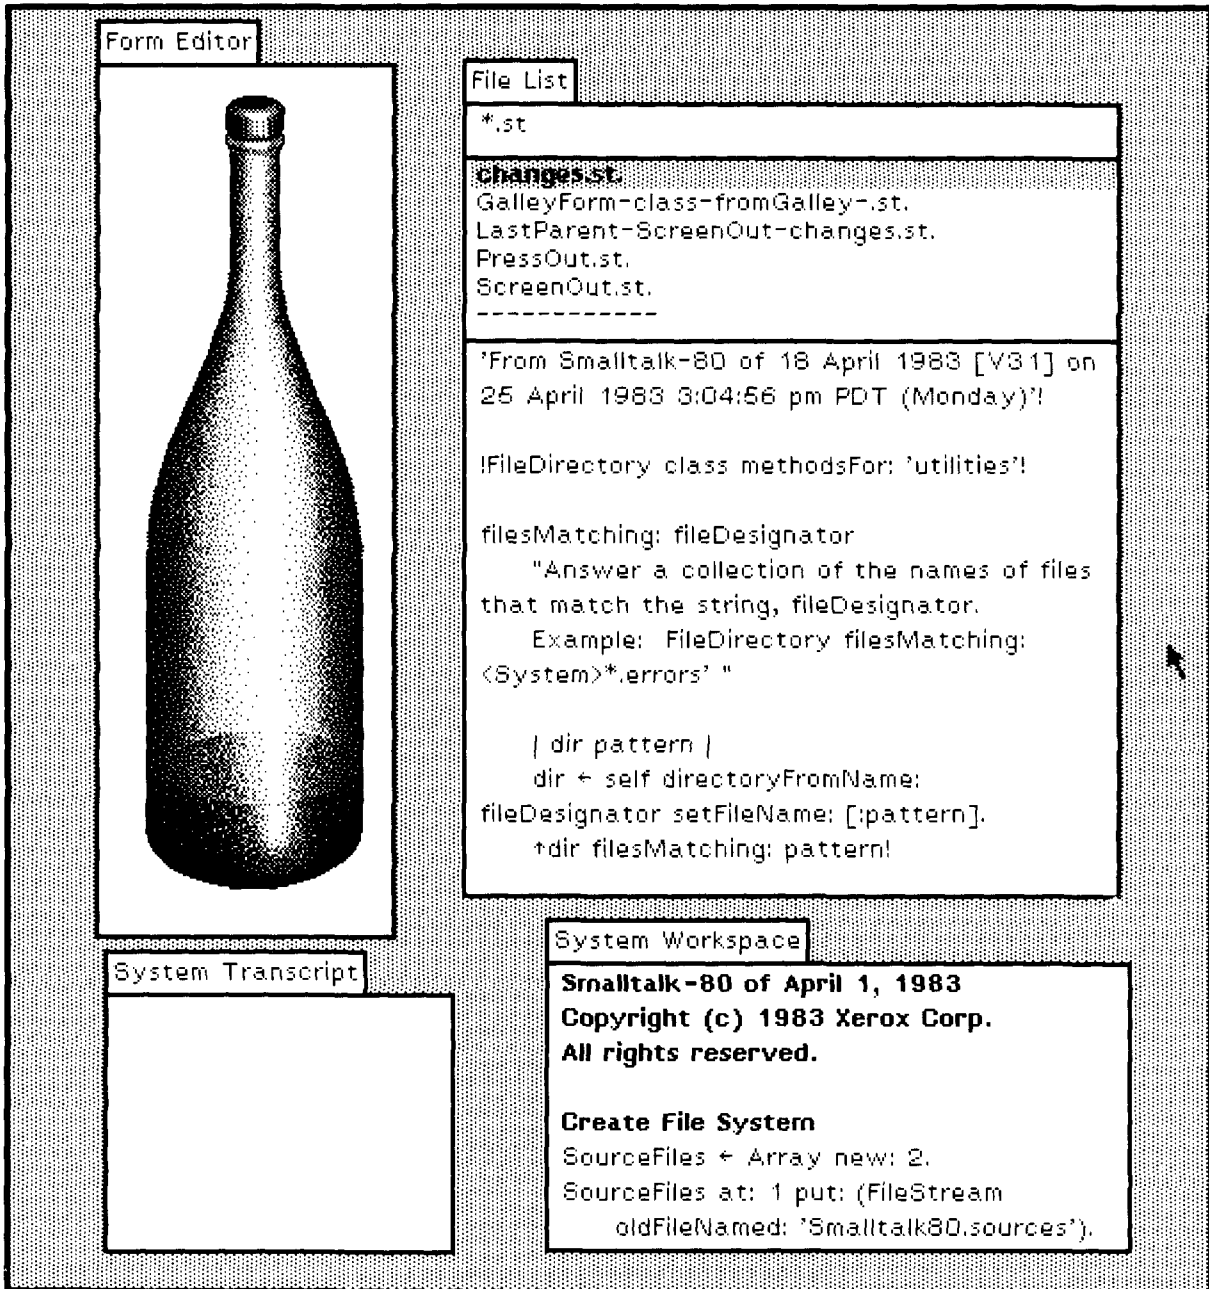 Form Editor
File List
*.st
changes.st.
GalleyForm-class-fromGalley-.st.
LastParent-ScreenOut-changes.st.
PressOut.st.
ScreenOut.st.
------------
'From Smalltalk-80 of 18 April 1983 [V31] on
25 April 1983 3:04:56 pm PDT (Monday)'!
!FileDirectory class methodsFor: 'utilities'!
filesMatching: fileDesignator
"Answer a collection of the names of files
that match the string, fileDesignator.
Example: FileDirectory filesMatching:
<System>*.errors' "
| dir pattern |
dir ← self directoryFromName:
fileDesignator setFileName: [:pattern].
↑dir filesMatching: pattern!
System Transcript
System Workspace
Smalltalk-80 of April 1, 1983
Copyright (c) 1983 Xerox Corp.
All rights reserved.
Create File System
SourceFiles ← Array new: 2.
SourceFiles at: 1 put: (FileStream
oldFileNamed: 'Smalltalk80.sources').